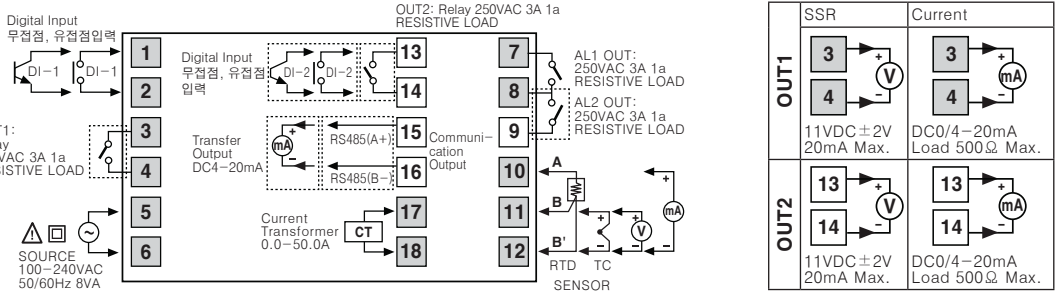 OUT2: Relay 250VAC 3A 1a
RESISTIVE LOAD
Digital Input
무접점, 유접점입력
DI-1
DI-1
1
2
3
4
5
6
T1:
ay
VAC 3A 1a
SISTIVE LOAD
SOURCE
100-240VAC
50/60Hz 8VA
Digital Input
무접점, 유접점
입력
DI-2
DI-2
13
14
Transfer
Output
DC4-20mA
mA
+
-
RS485(A+)
RS485(B-)
15
16
Communi-
cation
Output
Current
Transformer
0.0-50.0A
CT
17
18
7
8
9
10
11
12
AL1 OUT:
250VAC 3A 1a
RESISTIVE LOAD
AL2 OUT:
250VAC 3A 1a
RESISTIVE LOAD
A
B
B'
RTD
TC
+
-
+
V
-
+
mA
-
SENSOR
SSR
Current
OUT1
3
4
+
V
-
3
4
+
mA
-
11VDC±2V
20mA Max.
DC0/4-20mA
Load 500Ω Max.
OUT2
13
14
+
V
-
13
14
+
mA
-
11VDC±2V
20mA Max.
DC0/4-20mA
Load 500Ω Max.